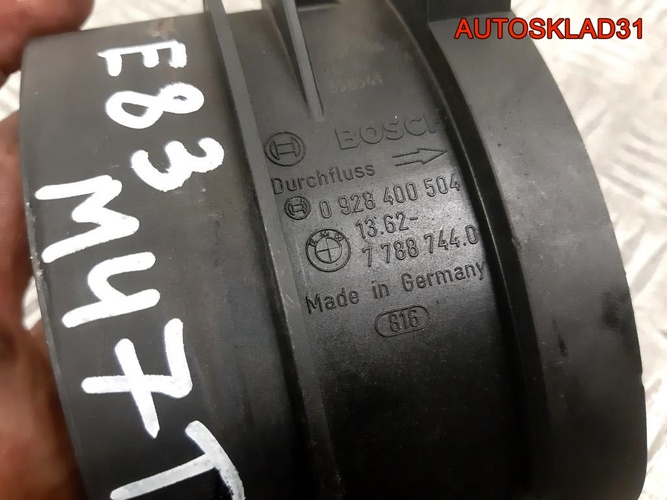 AUTOSKLAD31
E83
M47T
BOSCH
Durchfluss
0 928 400 504
BMW
13.62-
7 788 744.0
Made in Germany
816